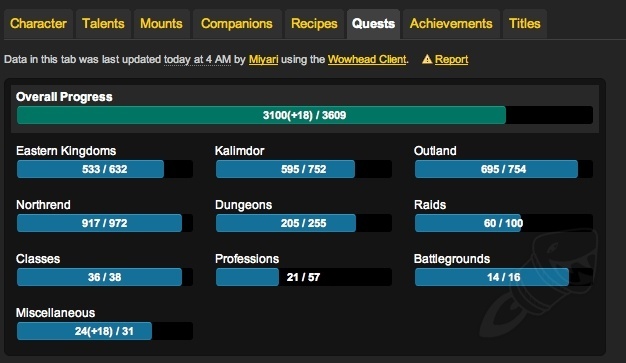 Character Talents Mounts Companions Recipes Quests Achievements Titles
Data in this tab was last updated today at 4 AM by Miyari using the Wowhead Client. Report
Overall Progress
3100(+18) / 3609
Eastern Kingdoms Kalimdor Outland
533 / 632 595 / 752 695 / 754
Northrend Dungeons Raids
917 / 972 205 / 255 60 / 100
Classes Professions Battlegrounds
36 / 38 21 / 57 14 / 16
Miscellaneous
24(+18) / 31